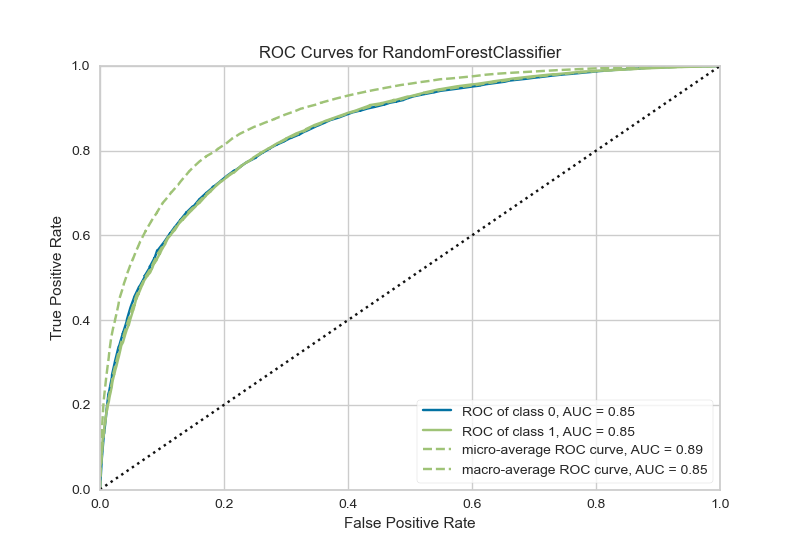 ROC Curves for RandomForestClassifier
True Positive Rate
1.0
0.8
0.6
0.4
0.2
0.0
ROC of class 0, AUC = 0.85
ROC of class 1, AUC = 0.85
micro-average ROC curve, AUC = 0.89
macro-average ROC curve, AUC = 0.85
0.0 0.2 0.4 0.6 0.8 1.0
False Positive Rate